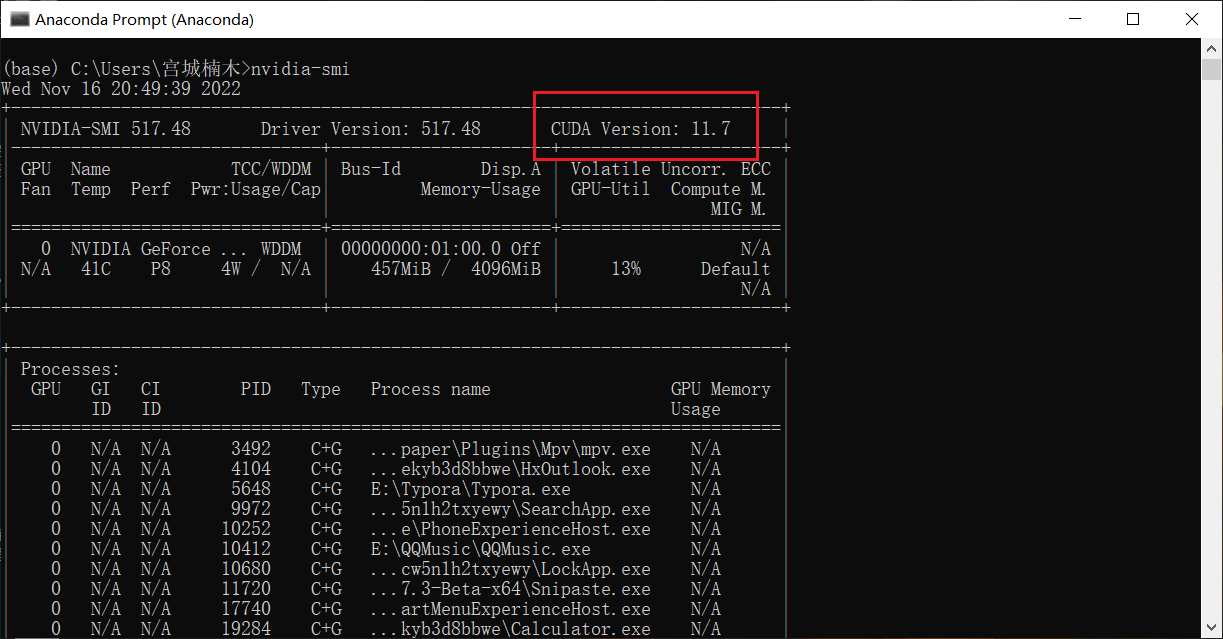 Anaconda Prompt (Anaconda)
(base) C:\Users\宫城楠木>nvidia-smi
Wed Nov 16 20:49:39 2022
NVIDIA-SMI 517.48 Driver Version: 517.48 CUDA Version: 11.7
GPU Name TCC/WDDM Bus-Id Disp.A Volatile Uncorr. ECC
Fan Temp Perf Pwr:Usage/Cap Memory-Usage GPU-Util Compute M.
MIG M.
0 NVIDIA GeForce ... WDDM 00000000:01:00.0 Off N/A
N/A 41C P8 4W / N/A 457MiB / 4096MiB 13% Default
N/A
Processes:
GPU GI CI PID Type Process name GPU Memory
ID ID Usage
0 N/A N/A 3492 C+G ...paper\Plugins\Mpv\mpv.exe N/A
0 N/A N/A 4104 C+G ...ekyb3d8bbwe\HxOutlook.exe N/A
0 N/A N/A 5648 C+G E:\Typora\Typora.exe N/A
0 N/A N/A 9972 C+G ...5nlh2txyewy\SearchApp.exe N/A
0 N/A N/A 10252 C+G ...e\PhoneExperienceHost.exe N/A
0 N/A N/A 10412 C+G E:\QQMusic\QQMusic.exe N/A
0 N/A N/A 10680 C+G ...cw5nlh2txyewy\LockApp.exe N/A
0 N/A N/A 11720 C+G ...7.3-Beta-x64\Snipaste.exe N/A
0 N/A N/A 17740 C+G ...artMenuExperienceHost.exe N/A
0 N/A N/A 19284 C+G ...kyb3d8bbwe\Calculator.exe N/A